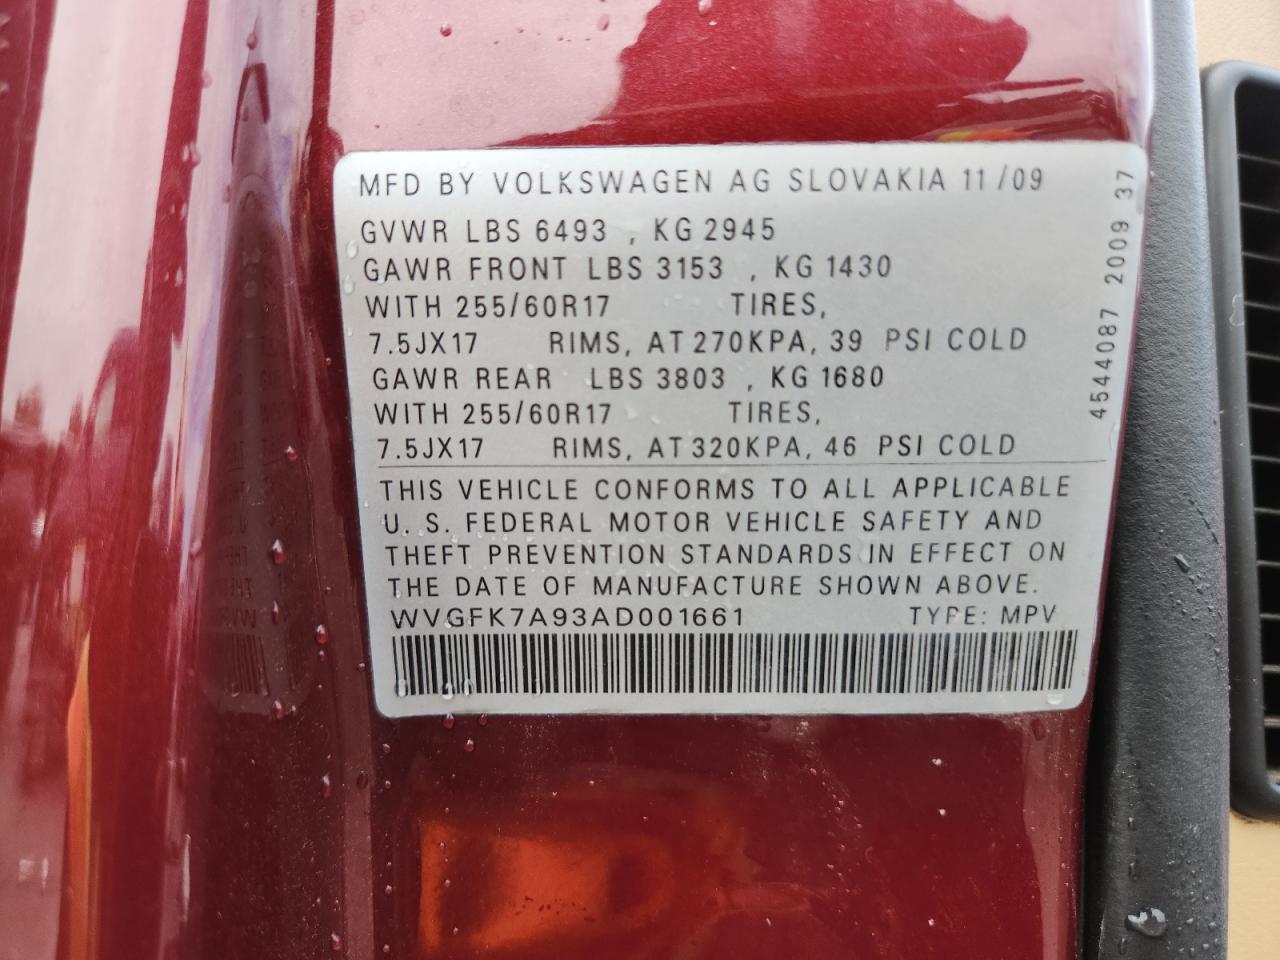 MFD BY VOLKSWAGEN AG SLOVAKIA 11/09
GVWR LBS 6493 , KG 2945
GAWR FRONT LBS 3153 , KG 1430
WITH 255/60R17 TIRES,
7.5JX17 RIMS, AT 270KPA, 39 PSI COLD
GAWR REAR LBS 3803 , KG 1680
WITH 255/60R17 TIRES,
7.5JX17 RIMS, AT 320KPA, 46 PSI COLD
THIS VEHICLE CONFORMS TO ALL APPLICABLE
U. S. FEDERAL MOTOR VEHICLE SAFETY AND
THEFT PREVENTION STANDARDS IN EFFECT ON
THE DATE OF MANUFACTURE SHOWN ABOVE.
WVGFK7A93AD001661 TYPE: MPV
4544087 2009 37